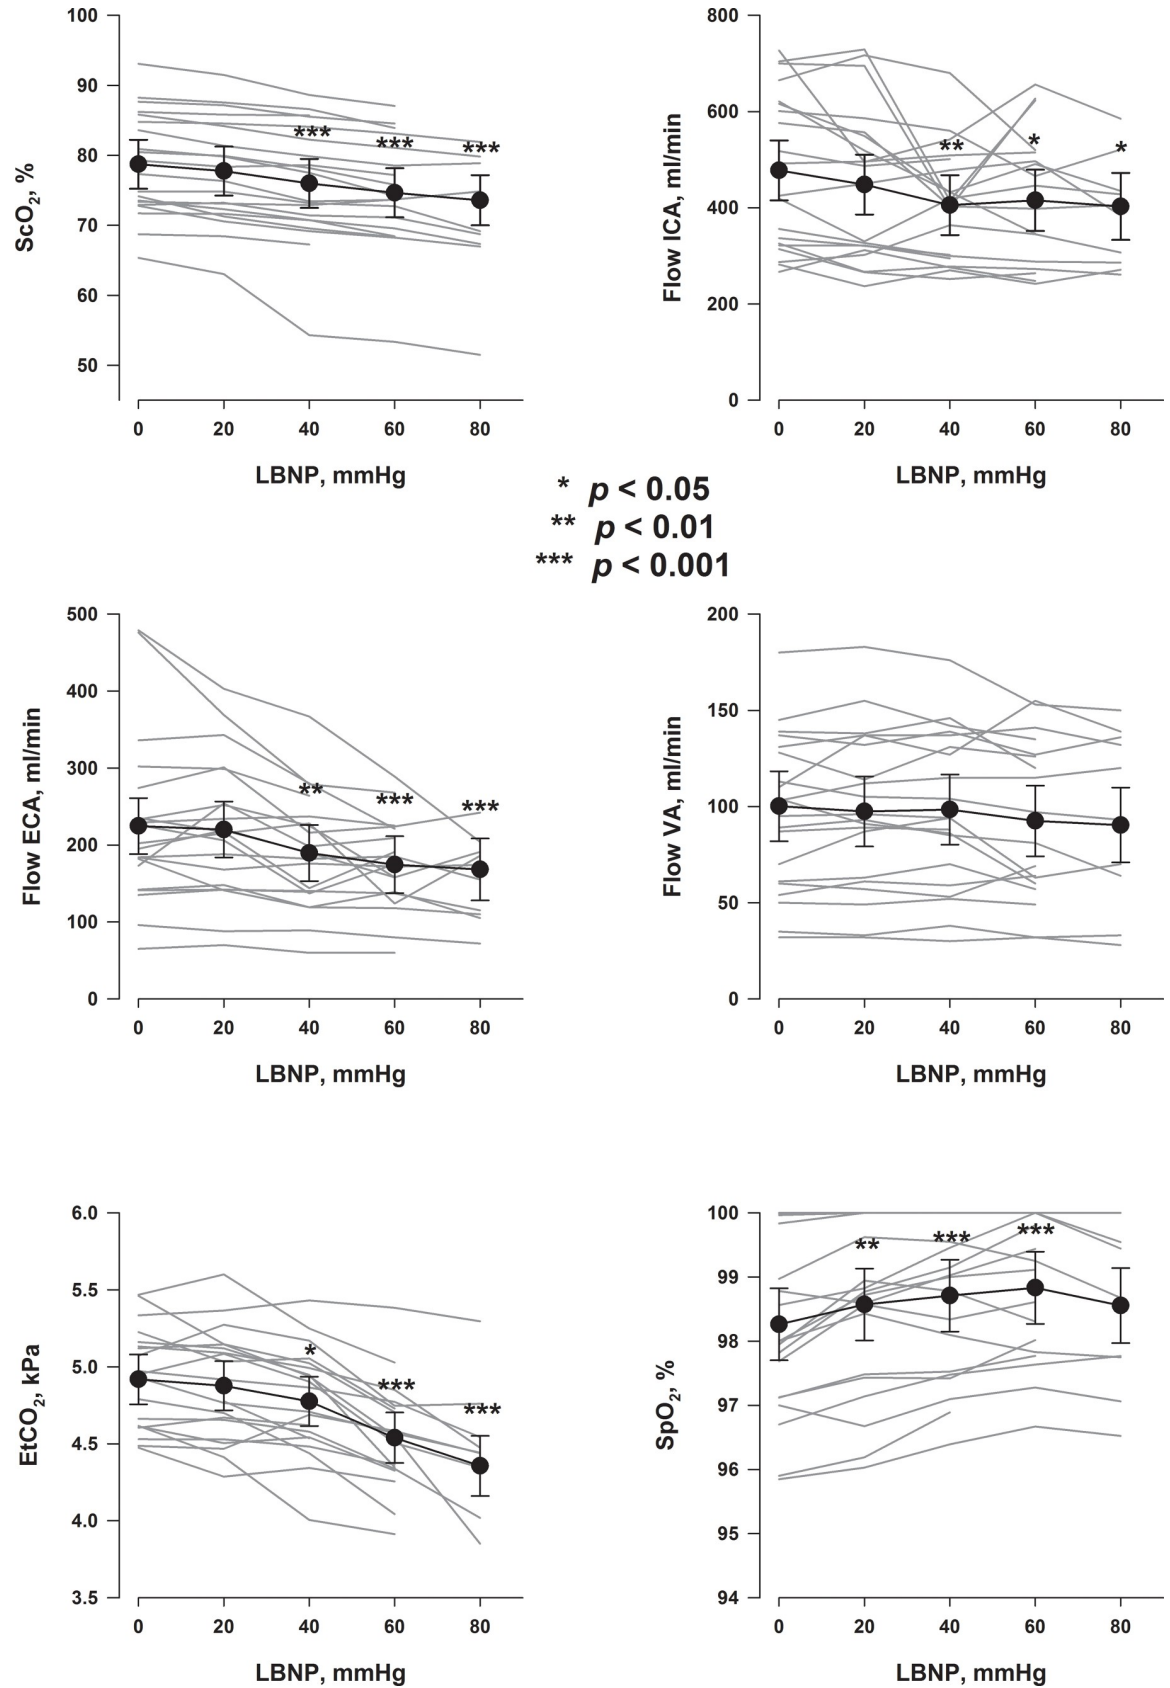 100
90
80
70
60
50
ScO2, %
*** *** ***
0 20 40 60 80
LBNP, mmHg
800
600
400
200
0
Flow ICA, ml/min
** * *
0 20 40 60 80
LBNP, mmHg
* p < 0.05
** p < 0.01
*** p < 0.001
500
400
300
200
100
0
Flow ECA, ml/min
** *** ***
0 20 40 60 80
LBNP, mmHg
200
150
100
50
0
Flow VA, ml/min
0 20 40 60 80
LBNP, mmHg
6.0
5.5
5.0
4.5
4.0
3.5
EtCO2, kPa
* *** ***
0 20 40 60 80
LBNP, mmHg
100
99
98
97
96
95
94
SpO2, %
** *** ***
0 20 40 60 80
LBNP, mmHg